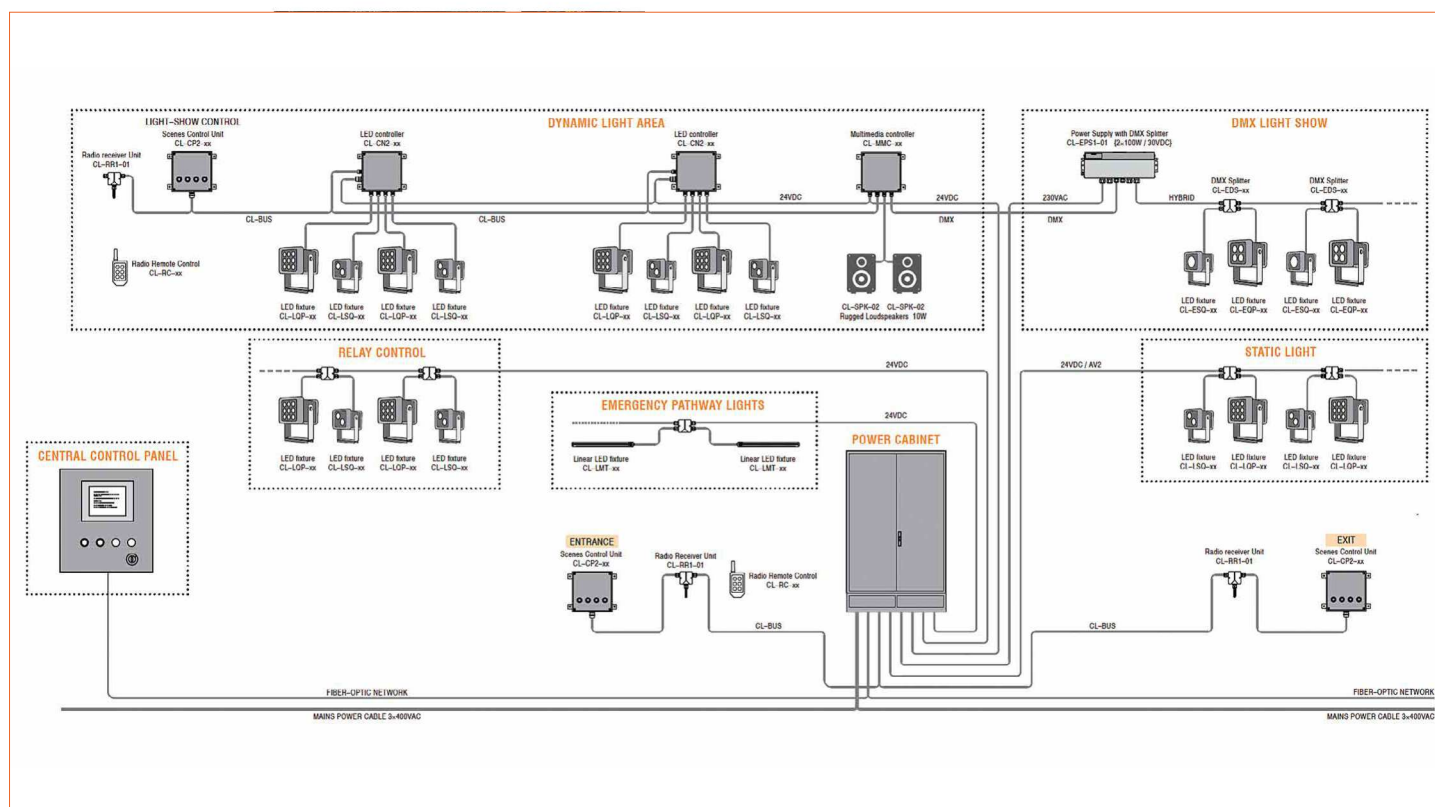 LIGHT-SHOW CONTROL
DYNAMIC LIGHT AREA
DMX LIGHT SHOW
Scenes Control Unit
CL-CP2-xx
LED controller
CL-CN2-xx
LED controller
CL-CN2-xx
Multimedia controller
CL-MMC-xx
Power Supply with DMX Splitter
CL-EPS1-01 (2×100W / 30VDC)
Radio receiver Unit
CL-RR1-01
DMX Splitter
CL-EDS-xx
DMX Splitter
CL-EDS-xx
24VDC
24VDC
230VAC
HYBRID
CL-BUS
CL-BUS
DMX
DMX
Radio Remote Control
CL-RC-xx
LED fixture
CL-LQP-xx
LED fixture
CL-LSQ-xx
LED fixture
CL-LQP-xx
LED fixture
CL-LSQ-xx
LED fixture
CL-LQP-xx
LED fixture
CL-LSQ-xx
LED fixture
CL-LQP-xx
LED fixture
CL-LSQ-xx
CL-SPK-02 CL-SPK-02
Rugged Loudspeakers 10W
LED fixture
CL-ESQ-xx
LED fixture
CL-EQP-xx
LED fixture
CL-ESQ-xx
LED fixture
CL-EQP-xx
RELAY CONTROL
24VDC
24VDC / AV2
STATIC LIGHT
LED fixture
CL-LQP-xx
LED fixture
CL-LSQ-xx
LED fixture
CL-LQP-xx
LED fixture
CL-LSQ-xx
EMERGENCY PATHWAY LIGHTS
24VDC
Linear LED fixture
CL-LMT-xx
Linear LED fixture
CL-LMT-xx
POWER CABINET
LED fixture
CL-LSQ-xx
LED fixture
CL-LQP-xx
LED fixture
CL-LSQ-xx
LED fixture
CL-LQP-xx
CENTRAL CONTROL PANEL
ENTRANCE
Scenes Control Unit
CL-CP2-xx
Radio Receiver Unit
CL-RR1-01
Radio Remote Control
CL-RC-xx
CL-BUS
Radio receiver Unit
CL-RR1-01
EXIT
Scenes Control Unit
CL-CP2-xx
CL-BUS
FIBER-OPTIC NETWORK
FIBER-OPTIC NETWORK
MAINS POWER CABLE 3×400VAC
MAINS POWER CABLE 3×400VAC